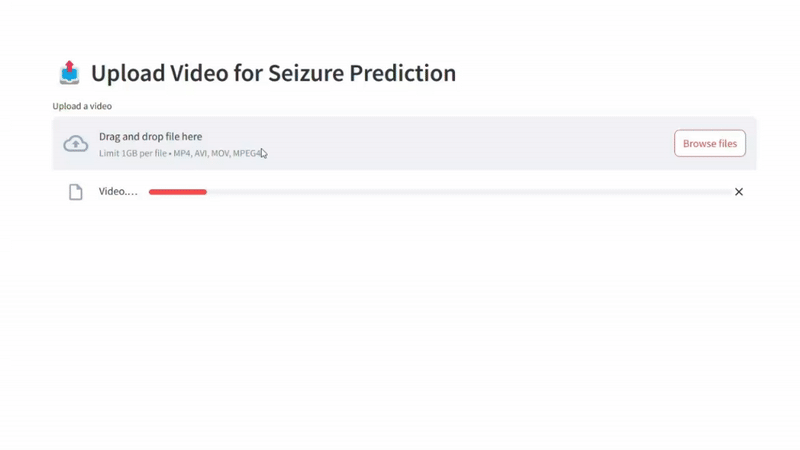 Upload Video for Seizure Prediction
Upload a video
Drag and drop file here
Limit 1GB per file • MP4, AVI, MOV, MPEG4
Browse files
Video....